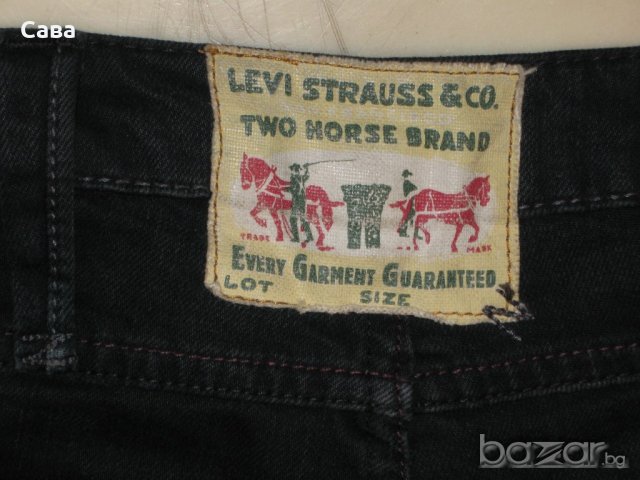 Сава
LEVI STRAUSS & CO.
TWO HORSE BRAND
TRADE MARK
EVERY GARMENT GUARANTEED
LOT SIZE
bazar.bg